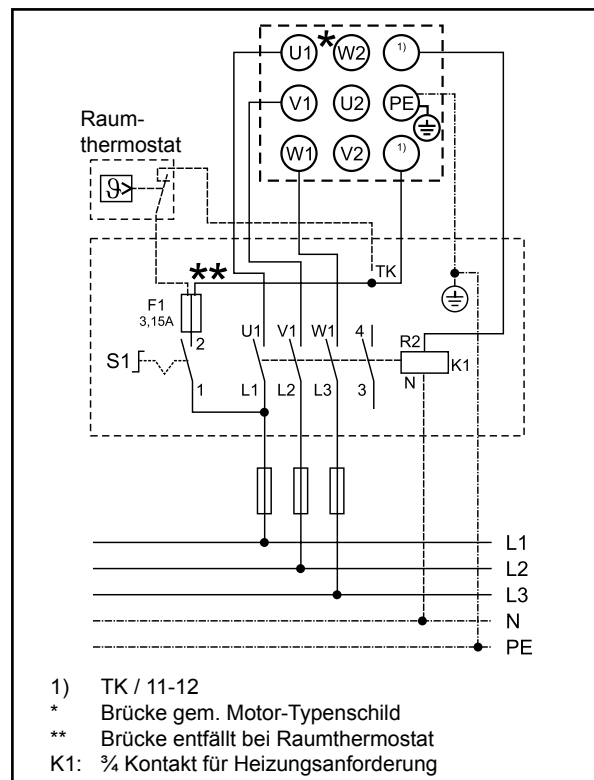 U1 * W2 1)
V1 U2 PE
W1 V2 1)
Raum-
thermostat
ϑ>
**
TK
F1
3,15A
2
U1 V1 W1 4
R2
S1
K1
N
1 L1 L2 L3 3
L1
L2
L3
N
PE
1) TK / 11-12
* Brücke gem. Motor-Typenschild
** Brücke entfällt bei Raumthermostat
K1: ¾ Kontakt für Heizungsanforderung